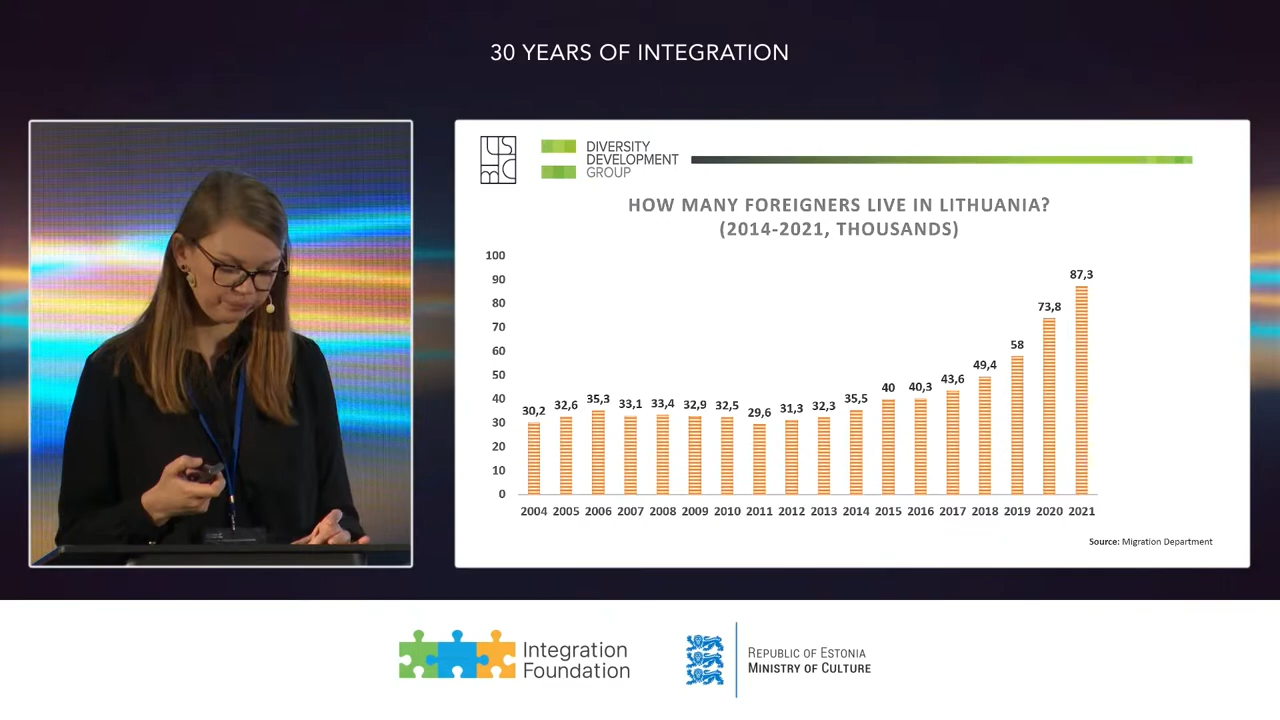 30 YEARS OF INTEGRATION
DIVERSITY
DEVELOPMENT
GROUP
HOW MANY FOREIGNERS LIVE IN LITHUANIA?
(2014-2021, THOUSANDS)
100
90
80
70
60
50
40
30
20
10
0
30,2
32,6
35,3
33,1
33,4
32,9
32,5
29,6
31,3
32,3
35,5
40
40,3
43,6
49,4
58
73,8
87,3
2004 2005 2006 2007 2008 2009 2010 2011 2012 2013 2014 2015 2016 2017 2018 2019 2020 2021
Source: Migration Department
Integration
Foundation
REPUBLIC OF ESTONIA
MINISTRY OF CULTURE